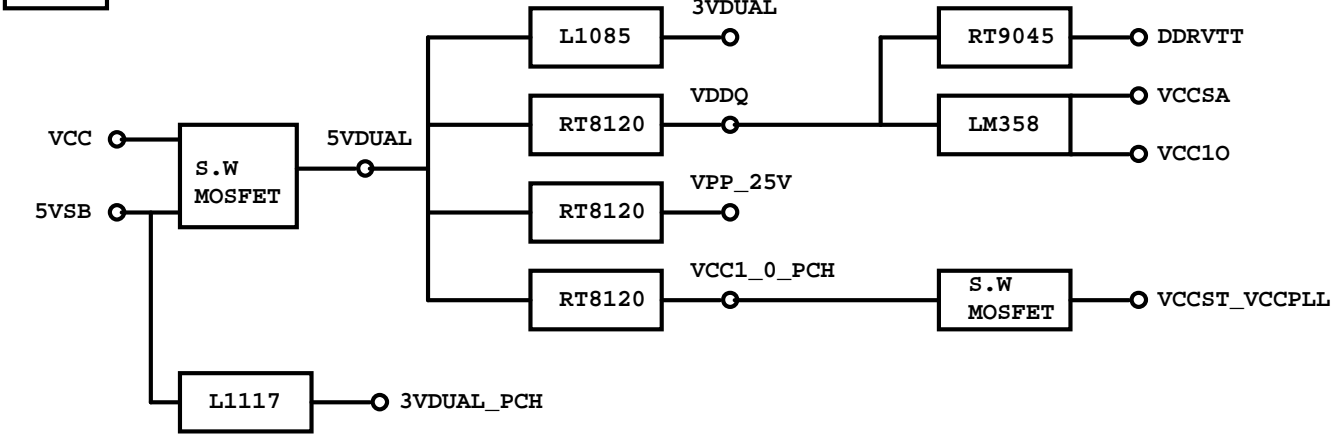 3VDUAL
L1085
RT9045
DDRVTT
VDDQ
VCCSA
VCC
5VDUAL
RT8120
LM358
S.W
MOSFET
VCC1O
VPP_25V
5VSB
RT8120
VCC1_0_PCH
S.W
MOSFET
RT8120
VCCST_VCCPLL
L1117
3VDUAL_PCH